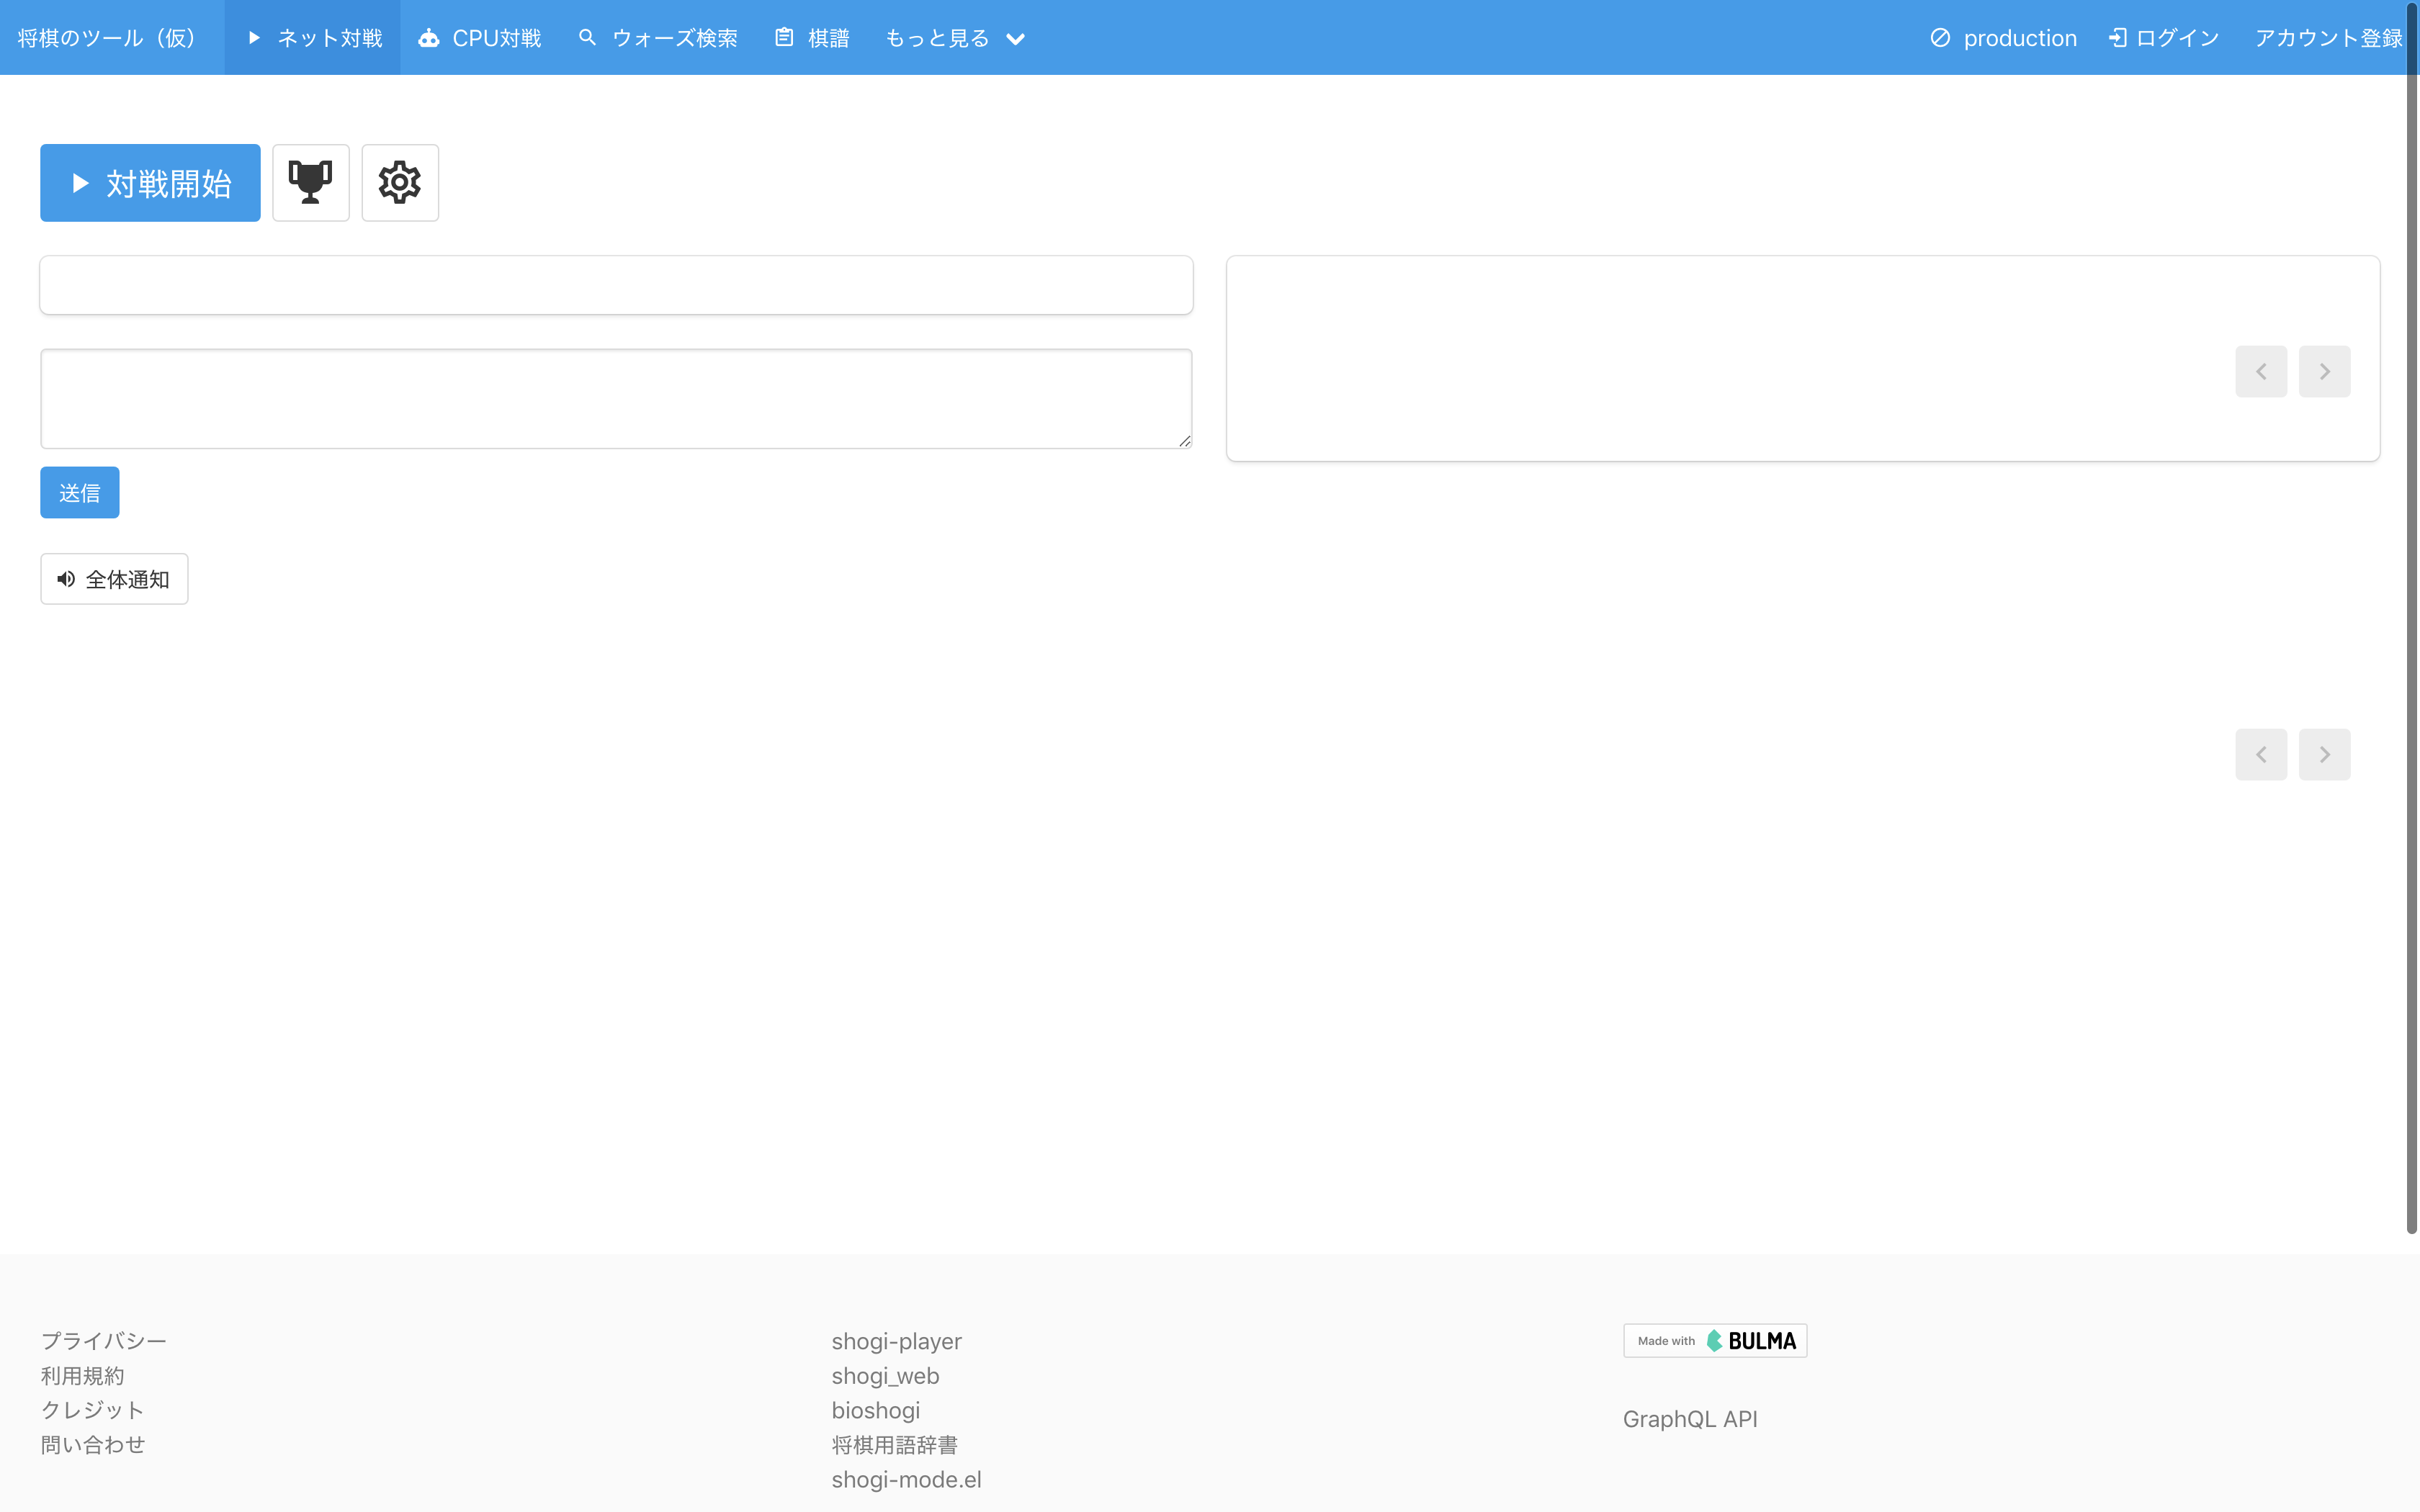 将棋のツール（仮） ネット対戦 CPU対戦 ウォーズ検索 棋譜 もっと見る production ログイン アカウント登録
対戦開始
送信
全体通知
プライバシー
利用規約
クレジット
問い合わせ
shogi-player
shogi_web
bioshogi
将棋用語辞書
shogi-mode.el
Made with BULMA
GraphQL API